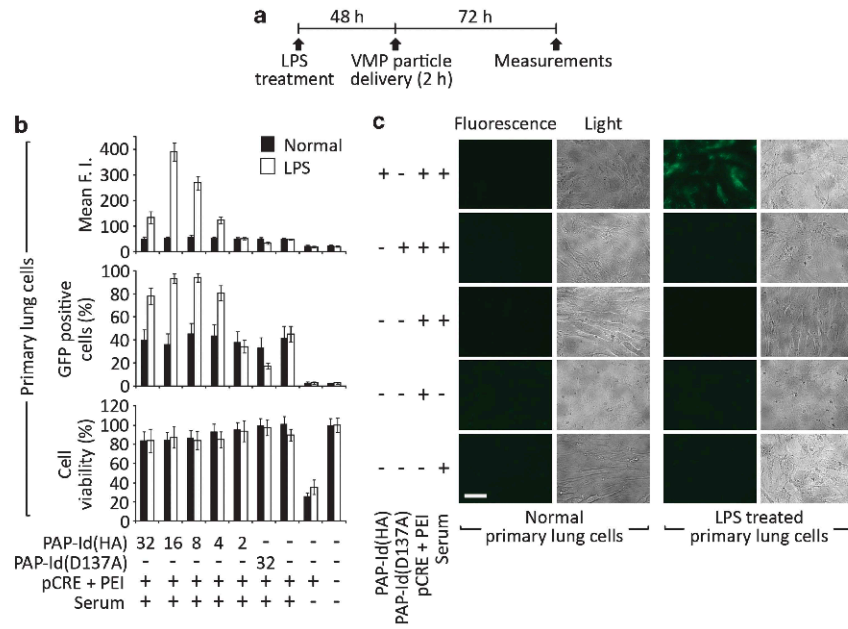 a
48 h 72 h
LPS treatment
VMP particle delivery (2 h)
Measurements
b
Primary lung cells
Mean F. I.
400
300
200
100
0
Normal
LPS
GFP positive cells (%)
100
80
60
40
20
0
Cell viability (%)
120
100
80
60
40
20
0
PAP-Id(HA) 32 16 8 4 2 - - - -
PAP-Id(D137A) - - - - - 32 - - -
pCRE + PEI + + + + + + + + -
Serum + + + + + + + - -
c
Fluorescence Light
+ - + +
- + + +
- - + +
- - + -
- - - +
PAP-Id(HA)
PAP-Id(D137A)
pCRE + PEI
Serum
Normal primary lung cells
LPS treated primary lung cells